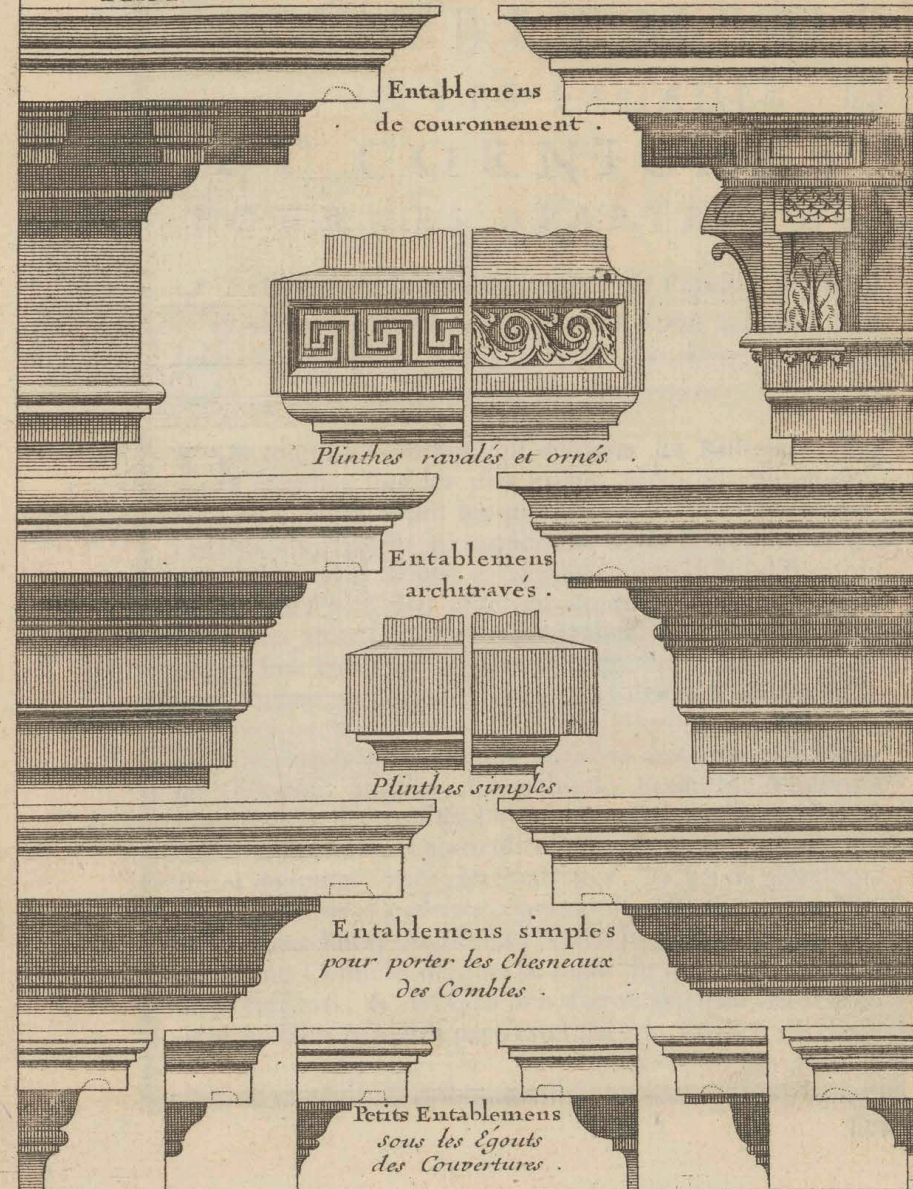 Entablemens
de couronnement .
Plinthes ravalés et ornés .
Entablemens
architravés .
Plinthes simples .
Entablemens simples
pour porter les Chesneaux
des Combles .
Petits Entablemens
sous les Égouts
des Couvertures .